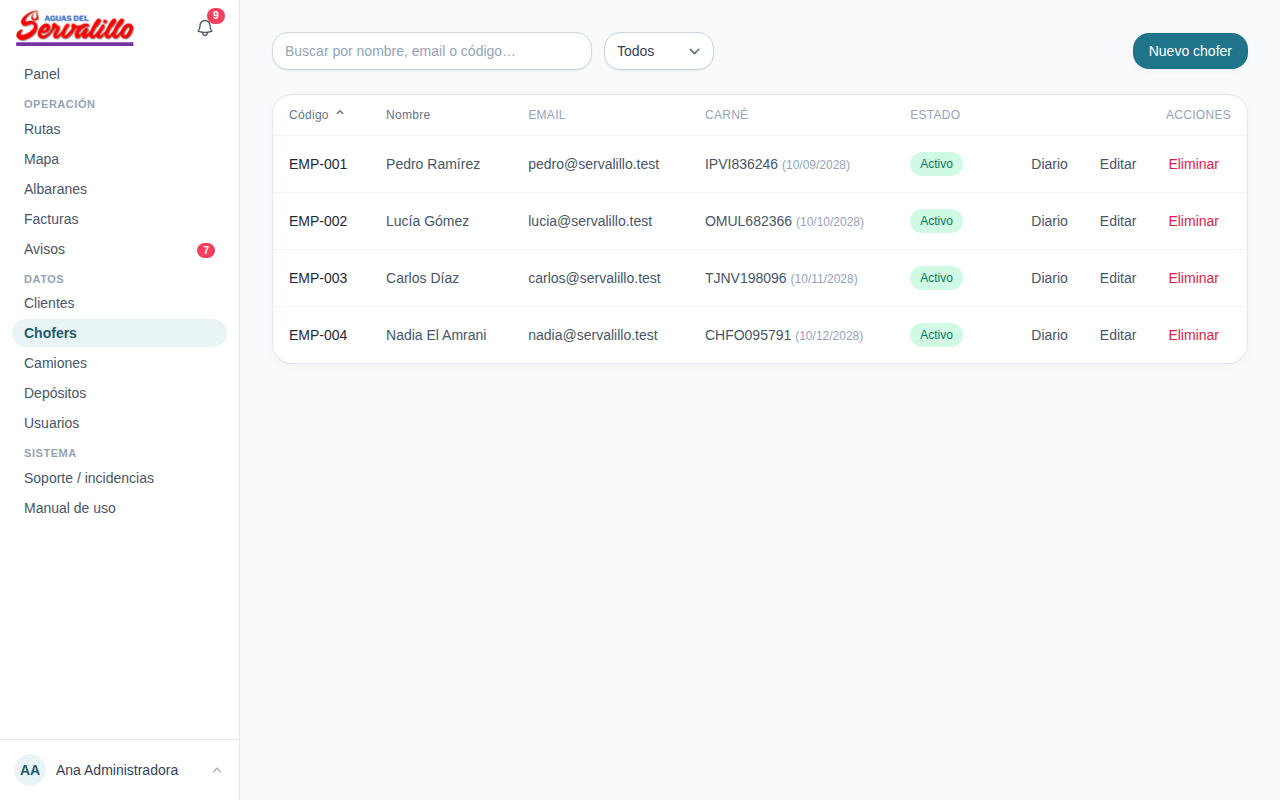 AGUAS DEL
Servalillo
9
Panel
OPERACIÓN
Rutas
Mapa
Albaranes
Facturas
Avisos 7
DATOS
Clientes
Chofers
Camiones
Depósitos
Usuarios
SISTEMA
Soporte / incidencias
Manual de uso
AA Ana Administradora
Buscar por nombre, email o código… Todos Nuevo chofer
Código Nombre EMAIL CARNÉ ESTADO ACCIONES
EMP-001 Pedro Ramírez pedro@servalillo.test IPVI836246 (10/09/2028) Activo Diario Editar Eliminar
EMP-002 Lucía Gómez lucia@servalillo.test OMUL682366 (10/10/2028) Activo Diario Editar Eliminar
EMP-003 Carlos Díaz carlos@servalillo.test TJNV198096 (10/11/2028) Activo Diario Editar Eliminar
EMP-004 Nadia El Amrani nadia@servalillo.test CHFO095791 (10/12/2028) Activo Diario Editar Eliminar